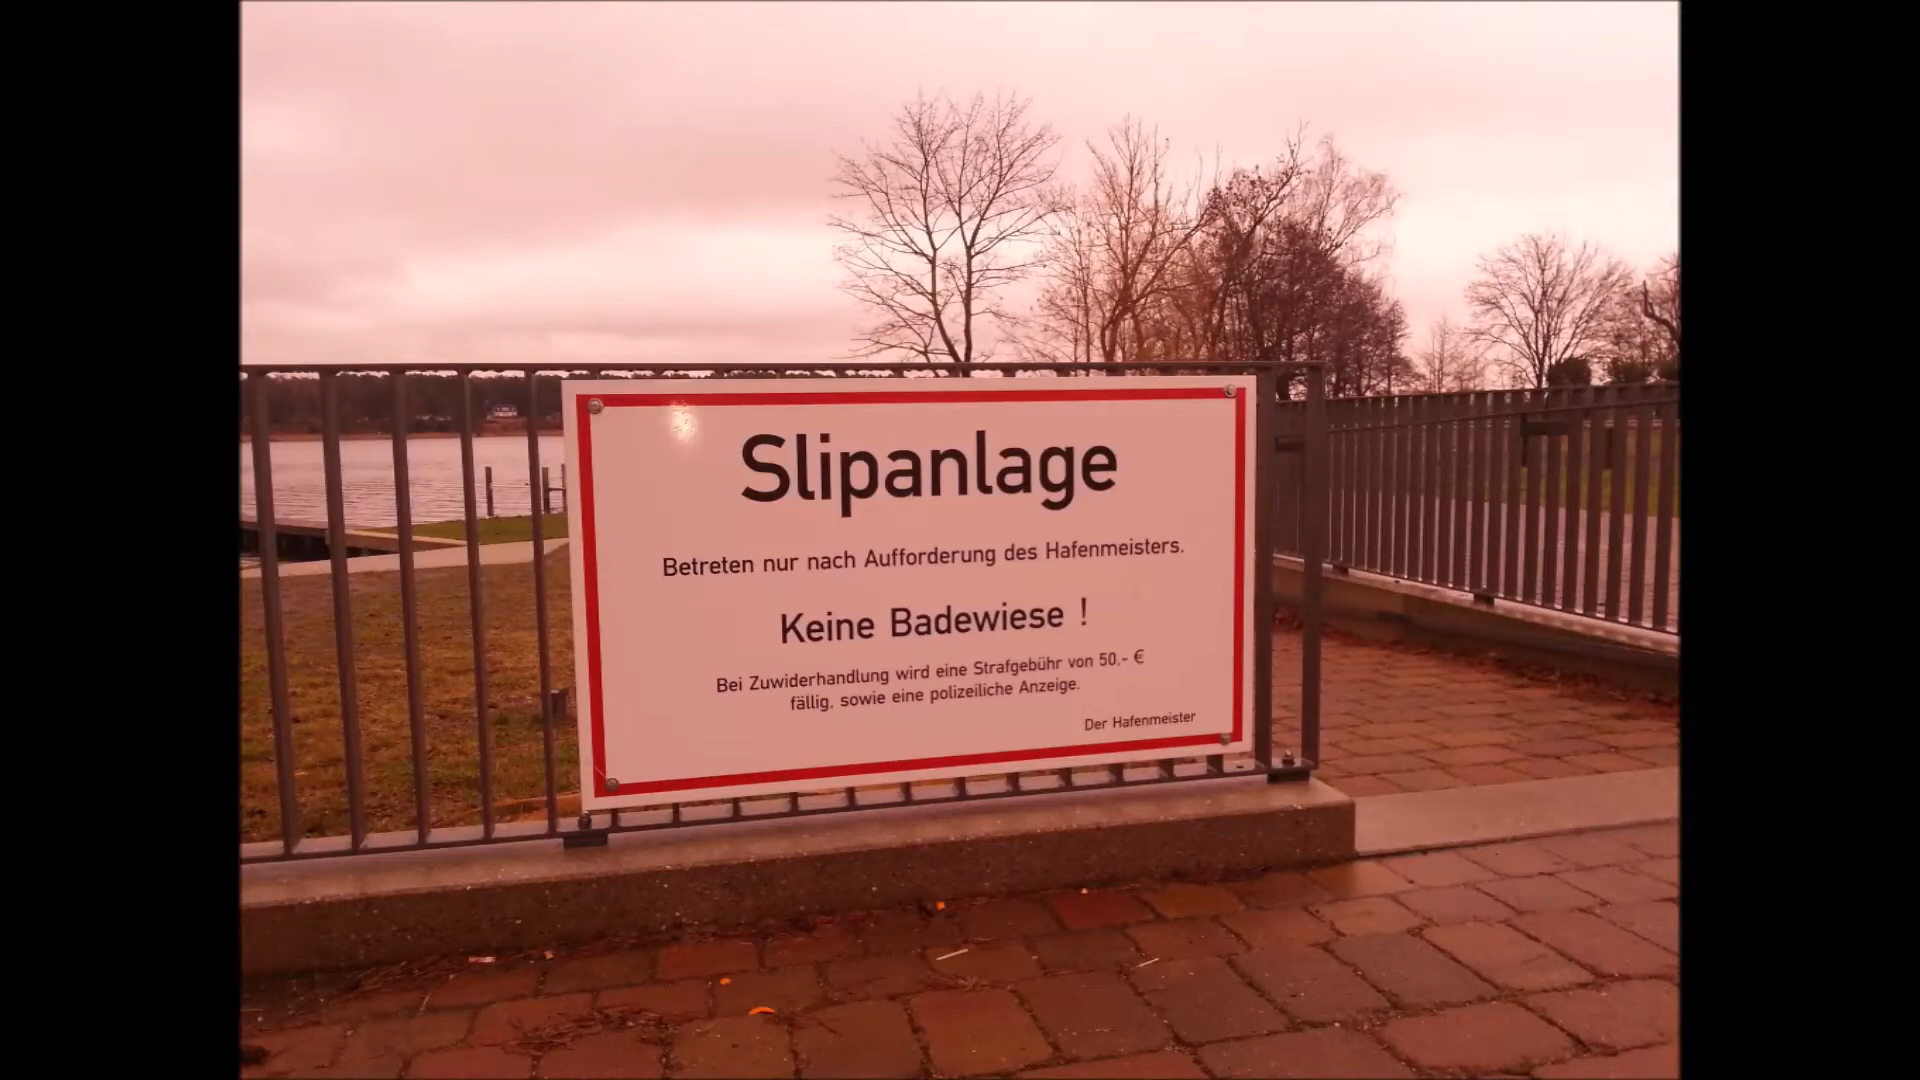 Slipanlage
Betreten nur nach Aufforderung des Hafenmeisters.
Keine Badewiese !
Bei Zuwiderhandlung wird eine Strafgebühr von 50,- €
fällig, sowie eine polizeiliche Anzeige.
Der Hafenmeister